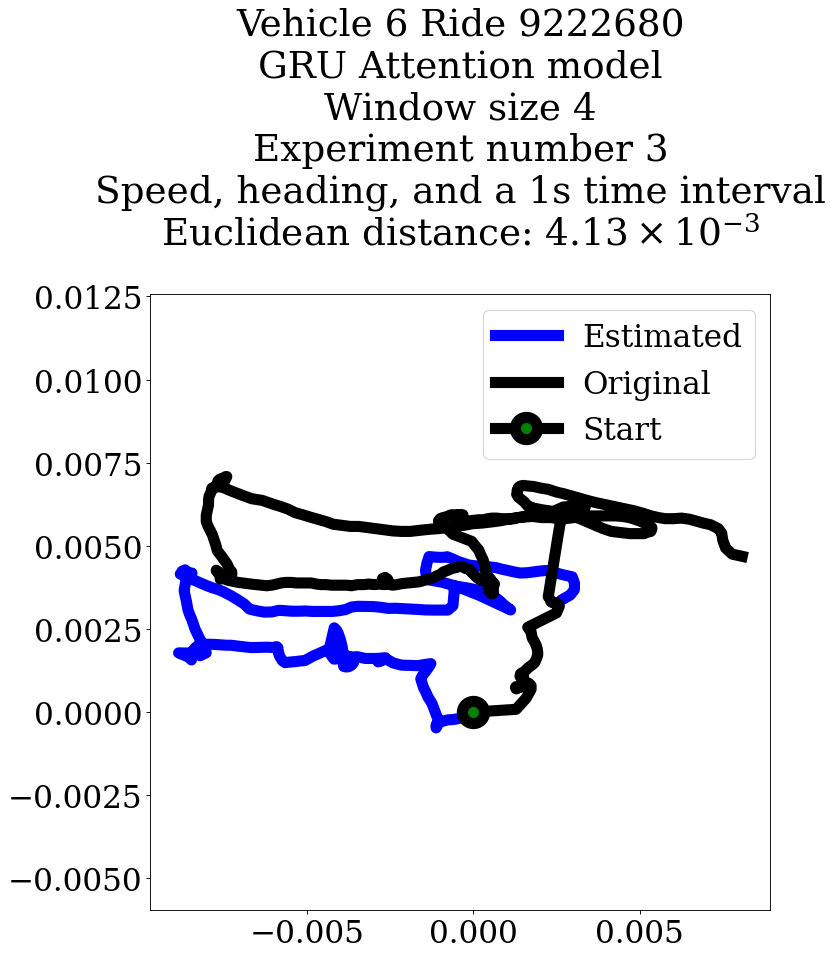 Vehicle 6 Ride 9222680
GRU Attention model
Window size 4
Experiment number 3
Speed, heading, and a 1s time interval
Euclidean distance: 4.13 × 10⁻³
0.0125
0.0100
0.0075
0.0050
0.0025
0.0000
−0.0025
−0.0050
Estimated
Original
Start
−0.005 0.000 0.005